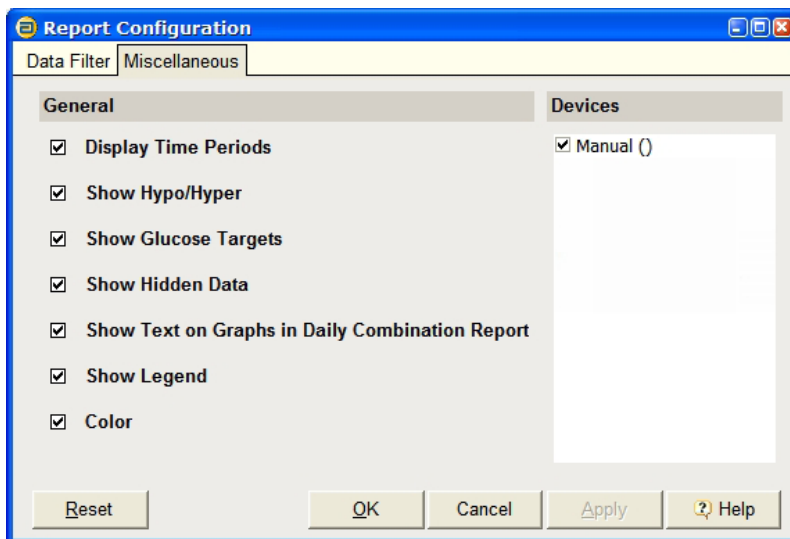 Report Configuration
Data Filter Miscellaneous
General
Display Time Periods
Show Hypo/Hyper
Show Glucose Targets
Show Hidden Data
Show Text on Graphs in Daily Combination Report
Show Legend
Color
Devices
Manual ()
Reset OK Cancel Apply Help